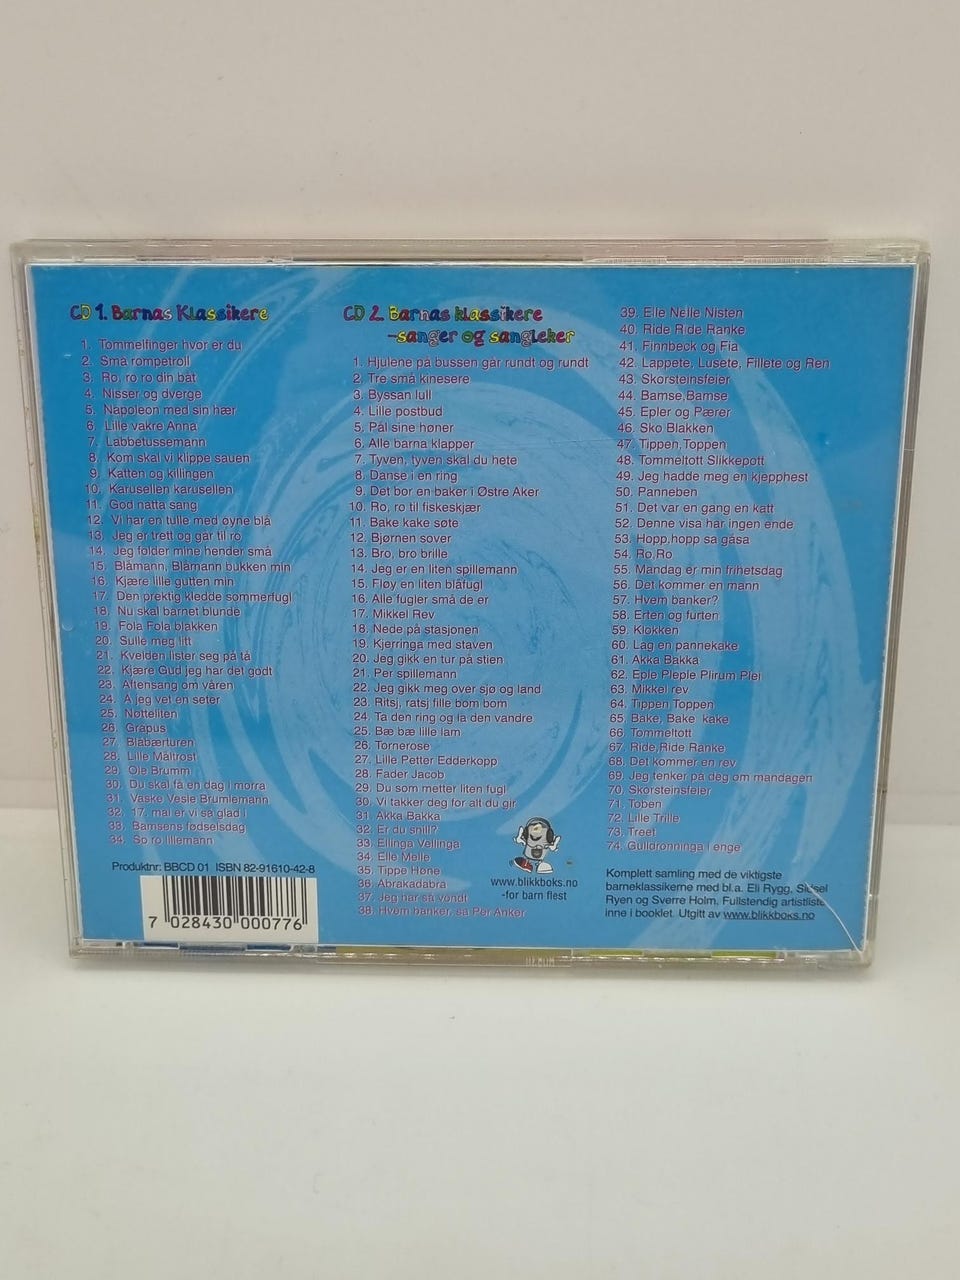 CD 1. Barnas Klassikere
1. Tommelfinger hvor er du
2. Små rompetroll
3. Ro, ro ro din båt
4. Nisser og dverge
5. Napoleon med sin hær
6. Lille vakre Anna
7. Labbetussemann
8. Kom skal vi klippe sauen
9. Katten og killingen
10. Karusellen karusellen
11. God natta sang
12. Vi har en tulle med øyne blå
13. Jeg er trett og går til ro
14. Jeg folder mine hender små
15. Blåmann, Blåmann bukken min
16. Kjære lille gutten min
17. Den prektig kledde sommerfugl
18. Nu skal barnet blunde
19. Fola Fola blakken
20. Sulle meg litt
21. Kvelden lister seg på tå
22. Kjære Gud jeg har det godt
23. Aftensang om våren
24. Å jeg vet en seter
25. Nøtteliten
26. Gråpus
27. Blåbærturen
28. Lille Måltrost
29. Ole Brumm
30. Du skal få en dag i morra
31. Vaske Vesle Brumlemann
32. 17. mai er vi så glad i
33. Bamsens fødselsdag
34. So ro lillemann
Produktnr: BBCD 01 ISBN 82-91610-42-8
7 028430 000776
CD 2. Barnas klassikere
-sanger og sangleker
1. Hjulene på bussen går rundt og rundt
2. Tre små kinesere
3. Byssan lull
4. Lille postbud
5. Pål sine høner
6. Alle barna klapper
7. Tyven, tyven skal du hete
8. Danse i en ring
9. Det bor en baker i Østre Aker
10. Ro, ro til fiskeskjær
11. Bake kake søte
12. Bjørnen sover
13. Bro, bro brille
14. Jeg er en liten spillemann
15. Fløy en liten blåfugl
16. Alle fugler små de er
17. Mikkel Rev
18. Nede på stasjonen
19. Kjerringa med staven
20. Jeg gikk en tur på stien
21. Per spillemann
22. Jeg gikk meg over sjø og land
23. Ritsj, ratsj fille bom bom
24. Ta den ring og la den vandre
25. Bæ bæ lille lam
26. Tornerose
27. Lille Petter Edderkopp
28. Fader Jacob
29. Du som metter liten fugl
30. Vi takker deg for alt du gir
31. Akka Bakka
32. Er du snill?
33. Ellinga Vellinga
34. Elle Melle
35. Tippe Høne
36. Abrakadabra
37. Jeg har så vondt
38. Hvem banker, sa Per Anker
www.blikkboks.no
-for barn flest
39. Elle Nelle Nisten
40. Ride Ride Ranke
41. Finnbeck og Fia
42. Lappete, Lusete, Fillete og Ren
43. Skorsteinsfeier
44. Bamse,Bamse
45. Epler og Pærer
46. Sko Blakken
47. Tippen,Toppen
48. Tommeltott Slikkepott
49. Jeg hadde meg en kjepphest
50. Panneben
51. Det var en gang en katt
52. Denne visa har ingen ende
53. Hopp,hopp sa gåsa
54. Ro,Ro
55. Mandag er min frihetsdag
56. Det kommer en mann
57. Hvem banker?
58. Erten og furten
59. Klokken
60. Lag en pannekake
61. Akka Bakka
62. Eple Pleple Plirum Plei
63. Mikkel rev
64. Tippen Toppen
65. Bake, Bake kake
66. Tommeltott
67. Ride,Ride Ranke
68. Det kommer en rev
69. Jeg tenker på deg om mandagen
70. Skorsteinsfeier
71. Toben
72. Lille Trille
73. Treet
74. Gulldronninga i enge
Komplett samling med de viktigste
barneklassikerne med bl.a. Eli Rygg, Sidsel
Ryen og Sverre Holm, Fullstendig artistliste
inne i booklet. Utgitt av www.blikkboks.no